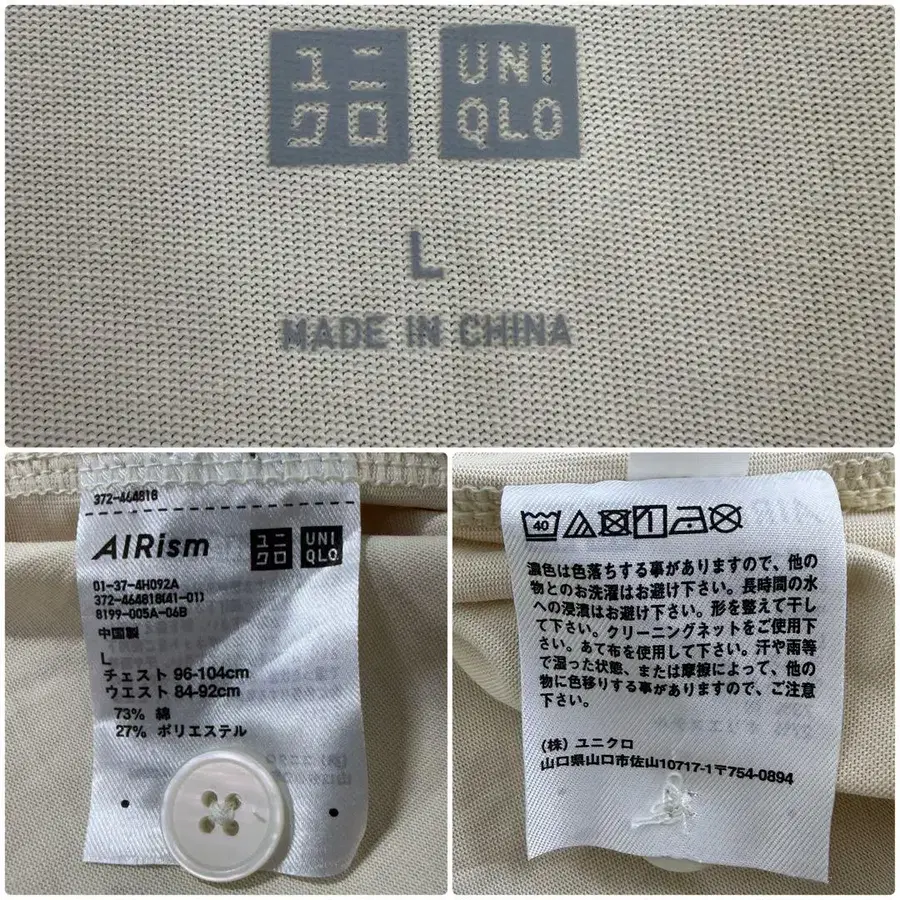 ユニ
クロ
UNI
QLO
L
MADE IN CHINA
372-464818
AIRism
ユニ
クロ
UNI
QLO
01-37-4H092A
372-464818(41-01)
8199-005A-06B
中国製
L
チェスト 96-104cm
ウエスト 84-92cm
73% 綿
27% ポリエステル
40
濃色は色落ちする事がありますので、他の
物とのお洗濯はお避け下さい。長時間の水
への浸漬はお避け下さい。形を整えて干し
て下さい。クリーニングネットをご使用下
さい。あて布を使用して下さい。汗や雨等
で湿った状態、または摩擦によって、他の
物に色移りする事がありますので、ご注意
下さい。
(株) ユニクロ
山口県山口市佐山10717-1〒754-0894